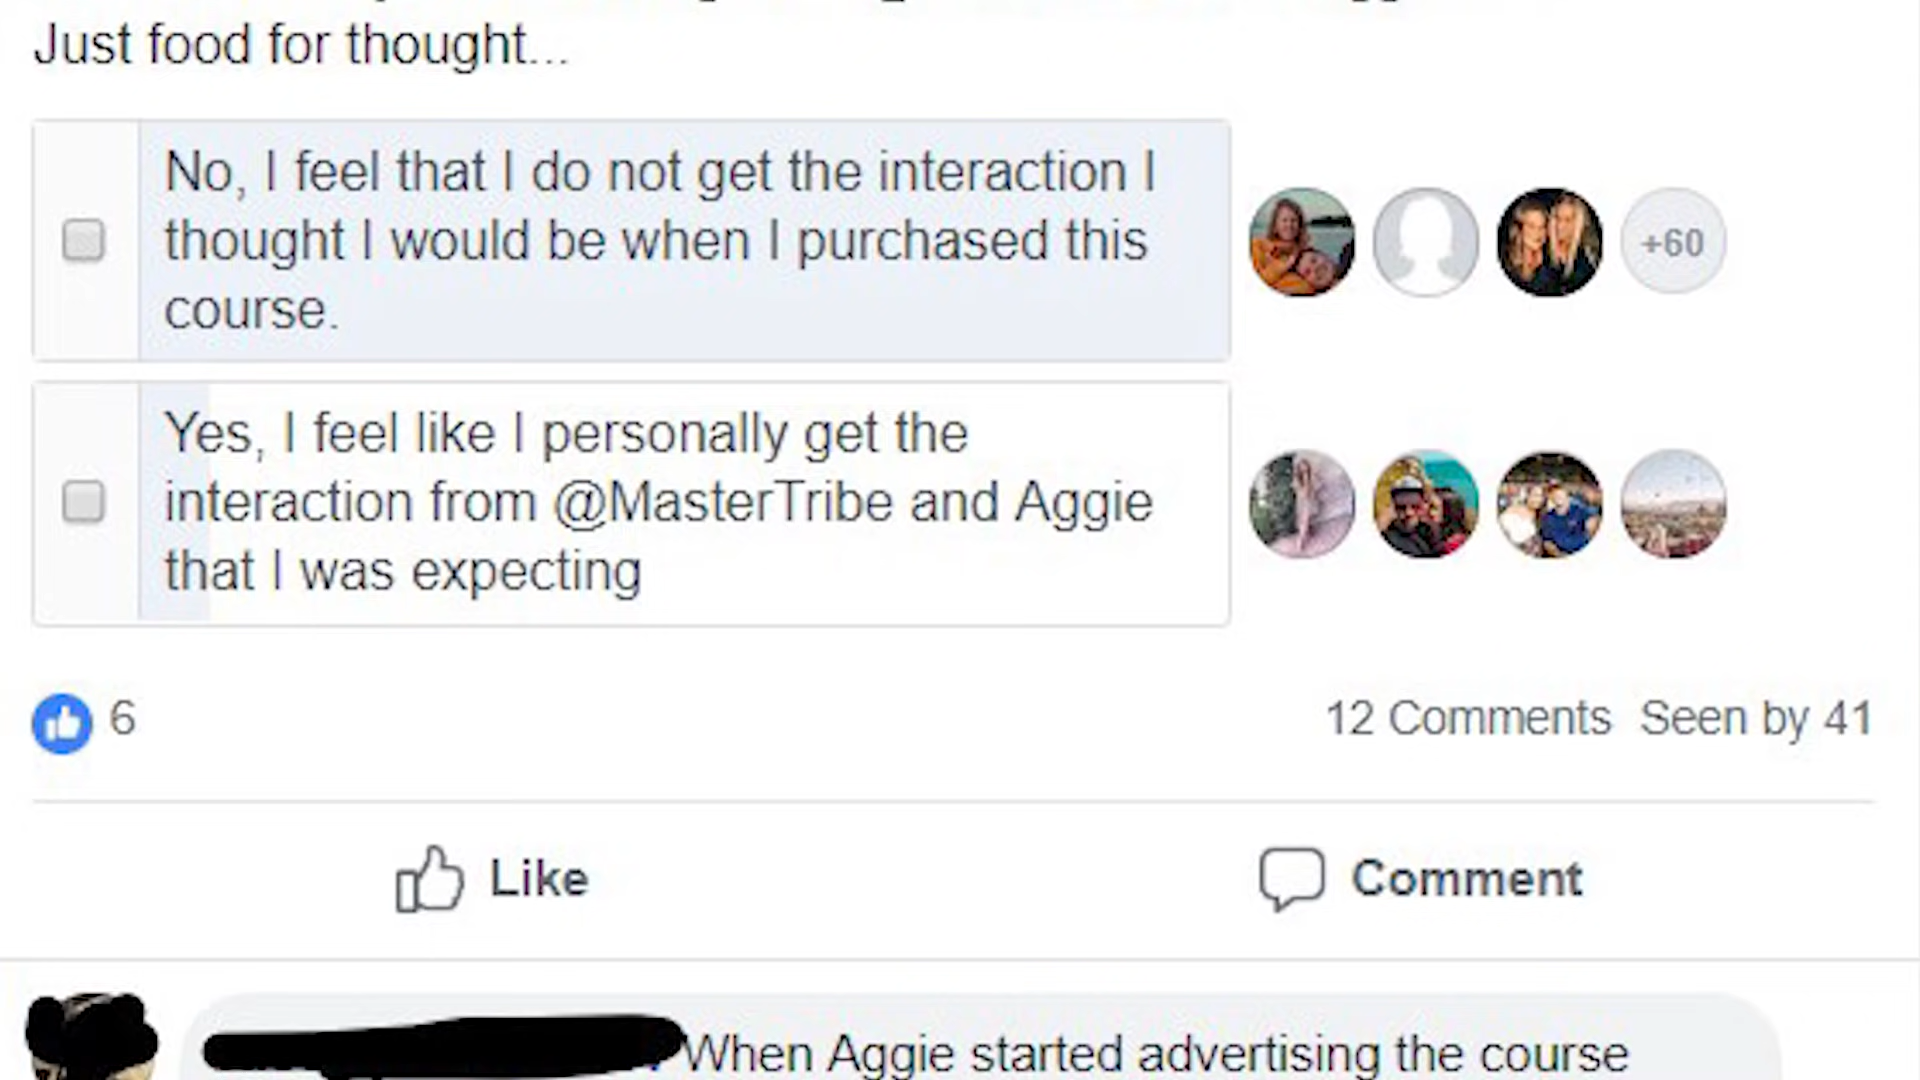 Just food for thought...
No, I feel that I do not get the interaction I
thought I would be when I purchased this
course.
+60
Yes, I feel like I personally get the
interaction from @MasterTribe and Aggie
that I was expecting
6
12 Comments Seen by 41
Like
Comment
When Aggie started advertising the course